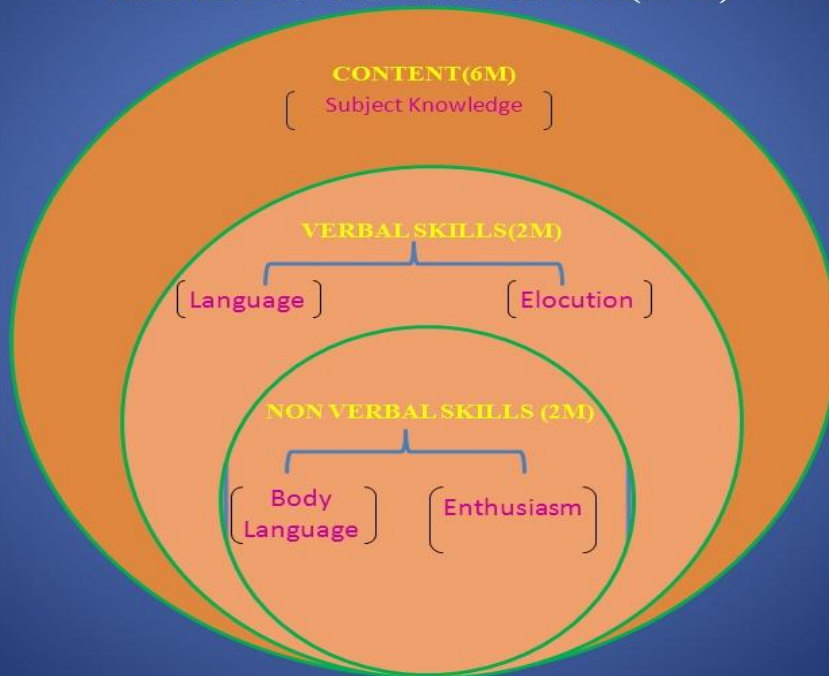 CONTENT(6M)
Subject Knowledge
VERBAL SKILLS(2M)
Language Elocution
NON VERBAL SKILLS (2M)
Body
Language
Enthusiasm